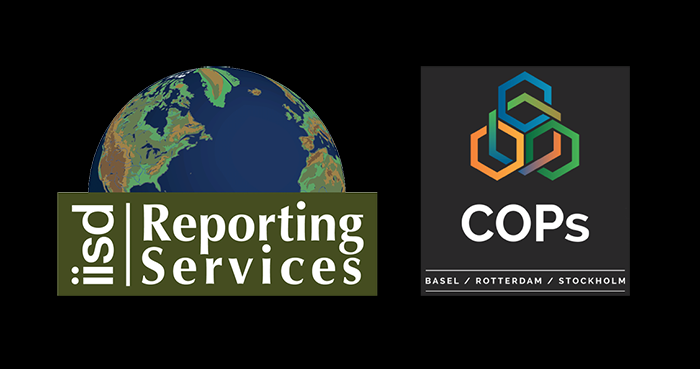 iisd
Reporting
Services
COPs
BASEL / ROTTERDAM / STOCKHOLM